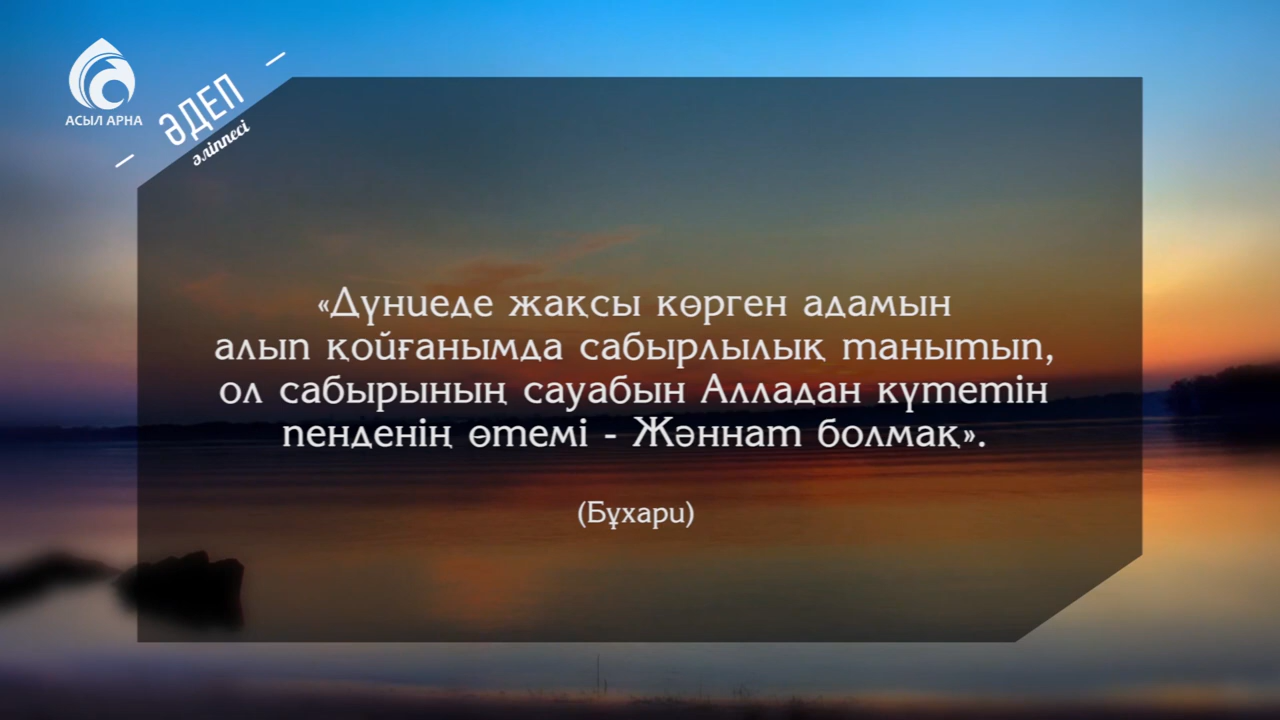 АСЫЛ АРНА
ӘДЕП
әліппесі
«Дүниеде жақсы көрген адамын
алып қойғанымда сабырлылық танытып,
ол сабырының сауабын Алладан күтетін
пенденің өтемі - Жәннат болмақ».
(Бұхари)